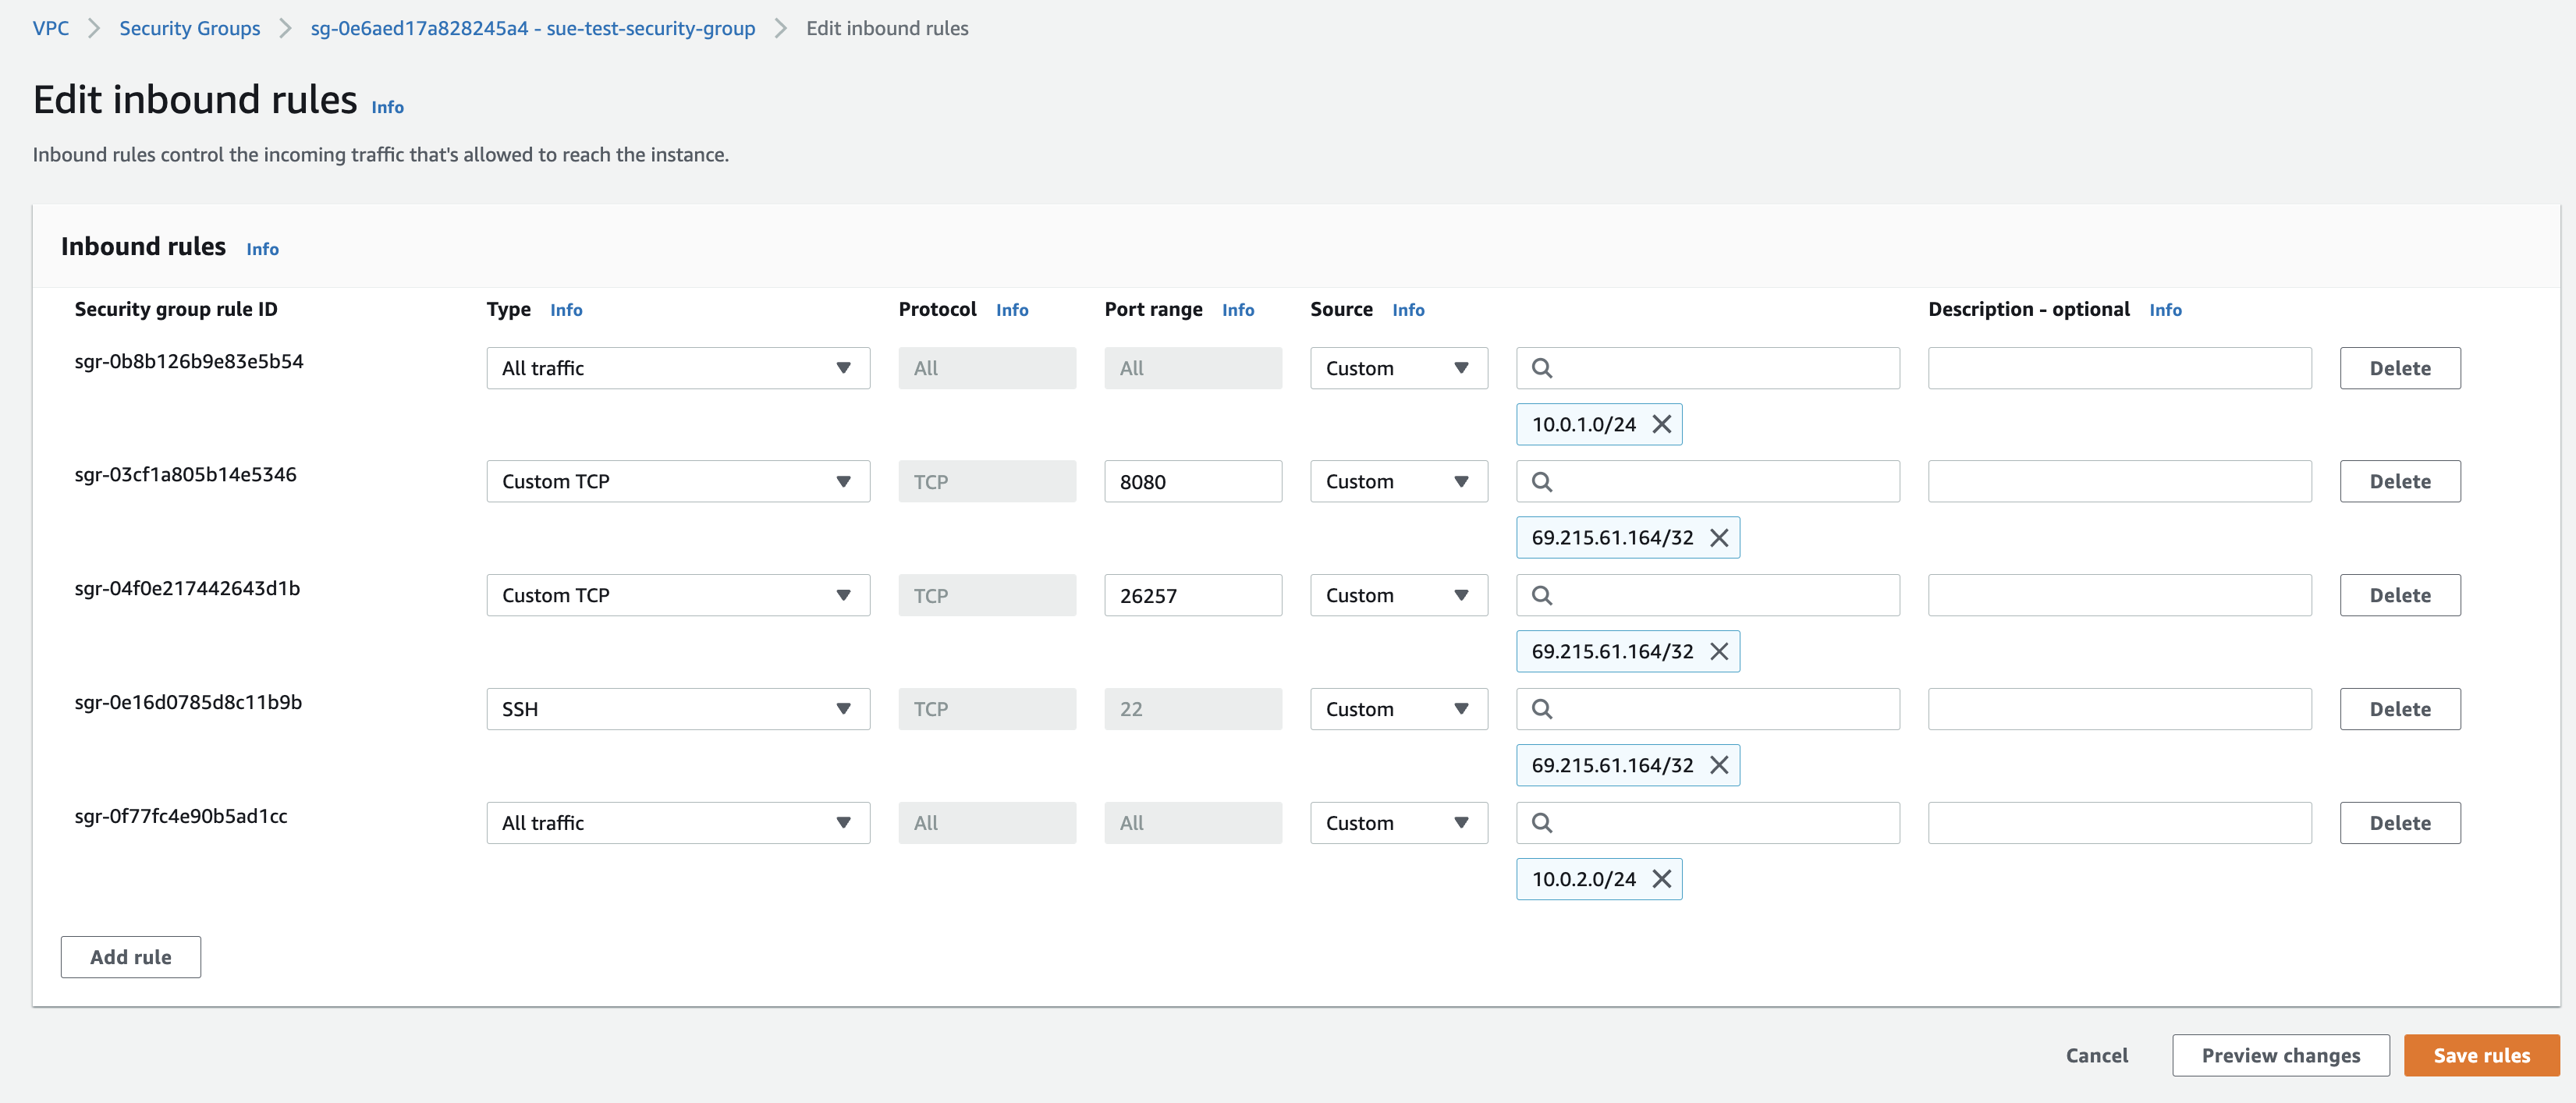 VPC > Security Groups > sg-0e6aed17a828245a4 - sue-test-security-group > Edit inbound rules
Edit inbound rules Info
Inbound rules control the incoming traffic that's allowed to reach the instance.
Inbound rules Info
Security group rule ID Type Info Protocol Info Port range Info Source Info Description - optional Info
sgr-0b8b126b9e83e5b54 All traffic All All Custom Delete
10.0.1.0/24
sgr-03cf1a805b14e5346 Custom TCP TCP 8080 Custom Delete
69.215.61.164/32
sgr-04f0e217442643d1b Custom TCP TCP 26257 Custom Delete
69.215.61.164/32
sgr-0e16d0785d8c11b9b SSH TCP 22 Custom Delete
69.215.61.164/32
sgr-0f77fc4e90b5ad1cc All traffic All All Custom Delete
10.0.2.0/24
Add rule
Cancel Preview changes Save rules